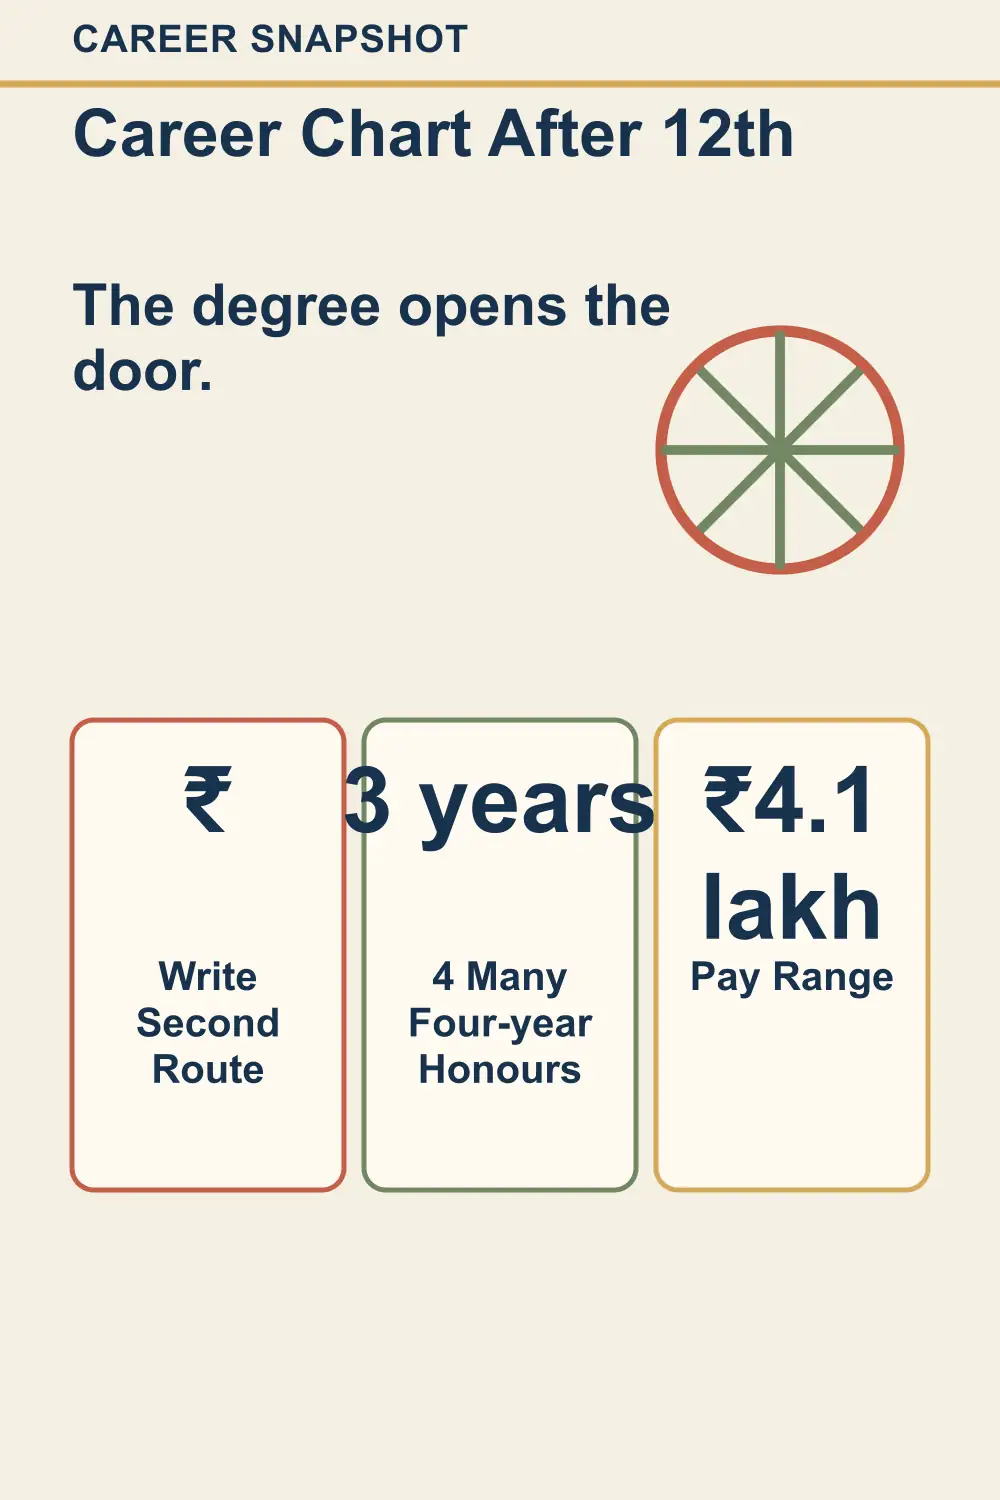 CAREER SNAPSHOT
Career Chart After 12th
The degree opens the
door.
₹
Write
Second
Route
3 years
4 Many
Four-year
Honours
₹4.1
lakh
Pay Range